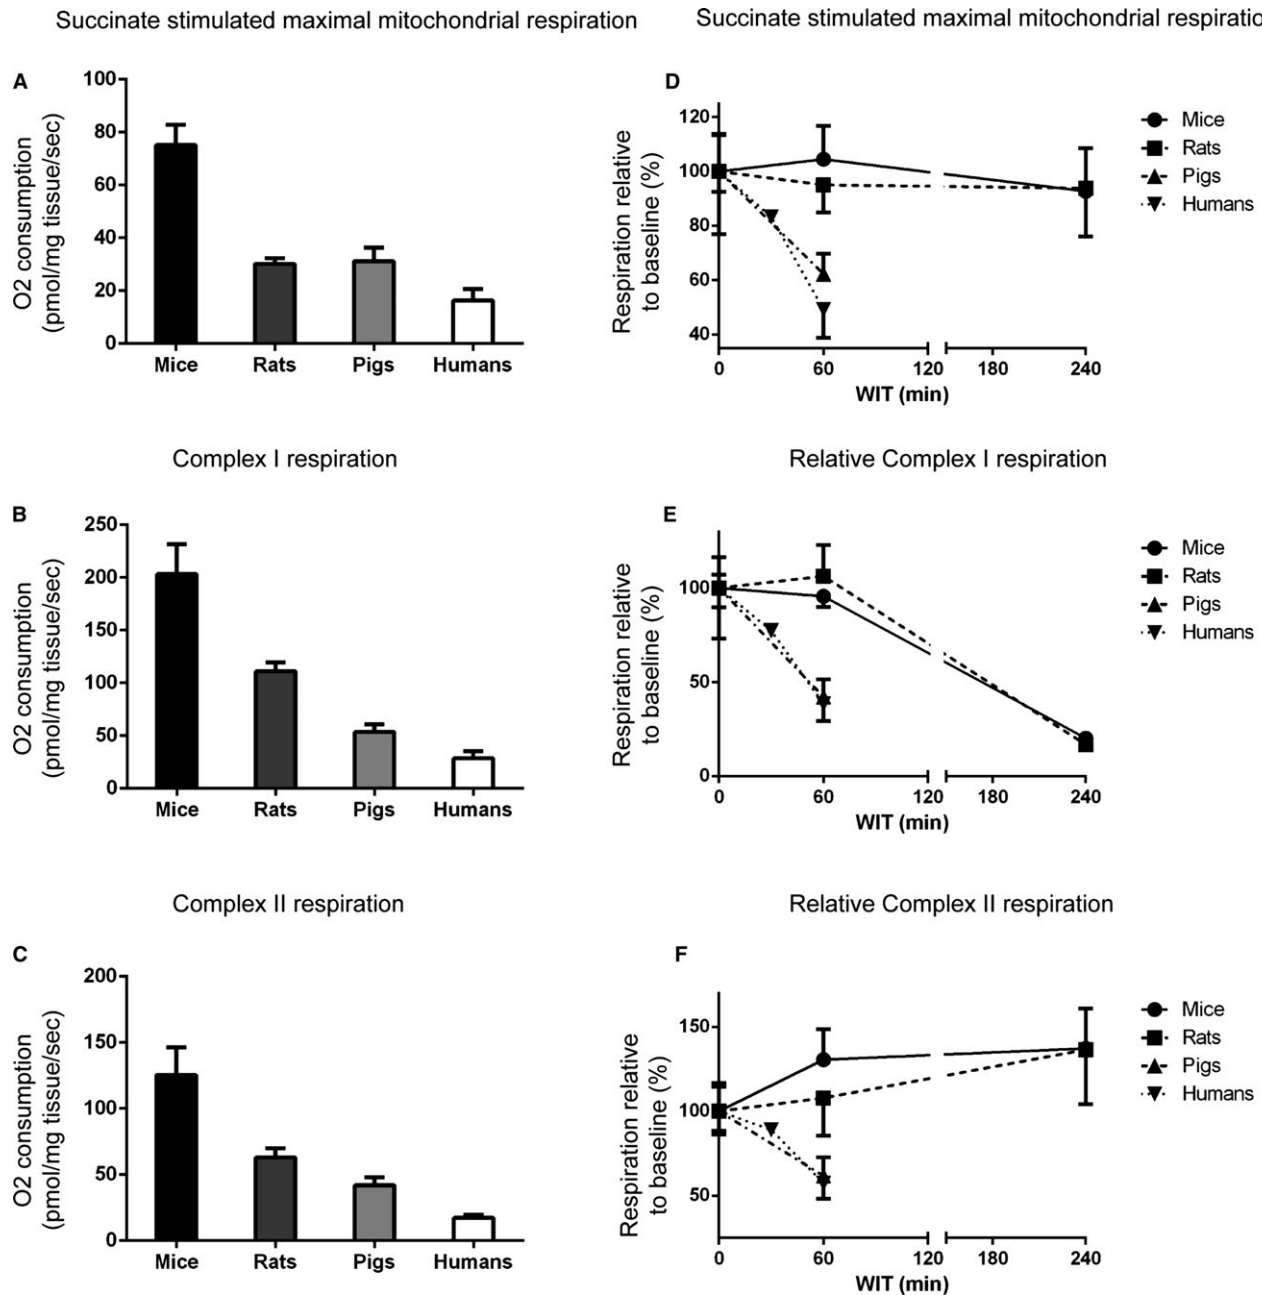 Succinate stimulated maximal mitochondrial respiration
A
O2 consumption
(pmol/mg tissue/sec)
100
80
60
40
20
0
Mice Rats Pigs Humans
Succinate stimulated maximal mitochondrial respiratio
D
Respiration relative
to baseline (%)
120
100
80
60
40
0 60 120 180 240
WIT (min)
Mice
Rats
Pigs
Humans
Complex I respiration
B
O2 consumption
(pmol/mg tissue/sec)
250
200
150
100
50
0
Mice Rats Pigs Humans
Relative Complex I respiration
E
Respiration relative
to baseline (%)
100
50
0
0 60 120 180 240
WIT (min)
Mice
Rats
Pigs
Humans
Complex II respiration
C
O2 consumption
(pmol/mg tissue/sec)
200
150
100
50
0
Mice Rats Pigs Humans
Relative Complex II respiration
F
Respiration relative
to baseline (%)
150
100
50
0 60 120 180 240
WIT (min)
Mice
Rats
Pigs
Humans